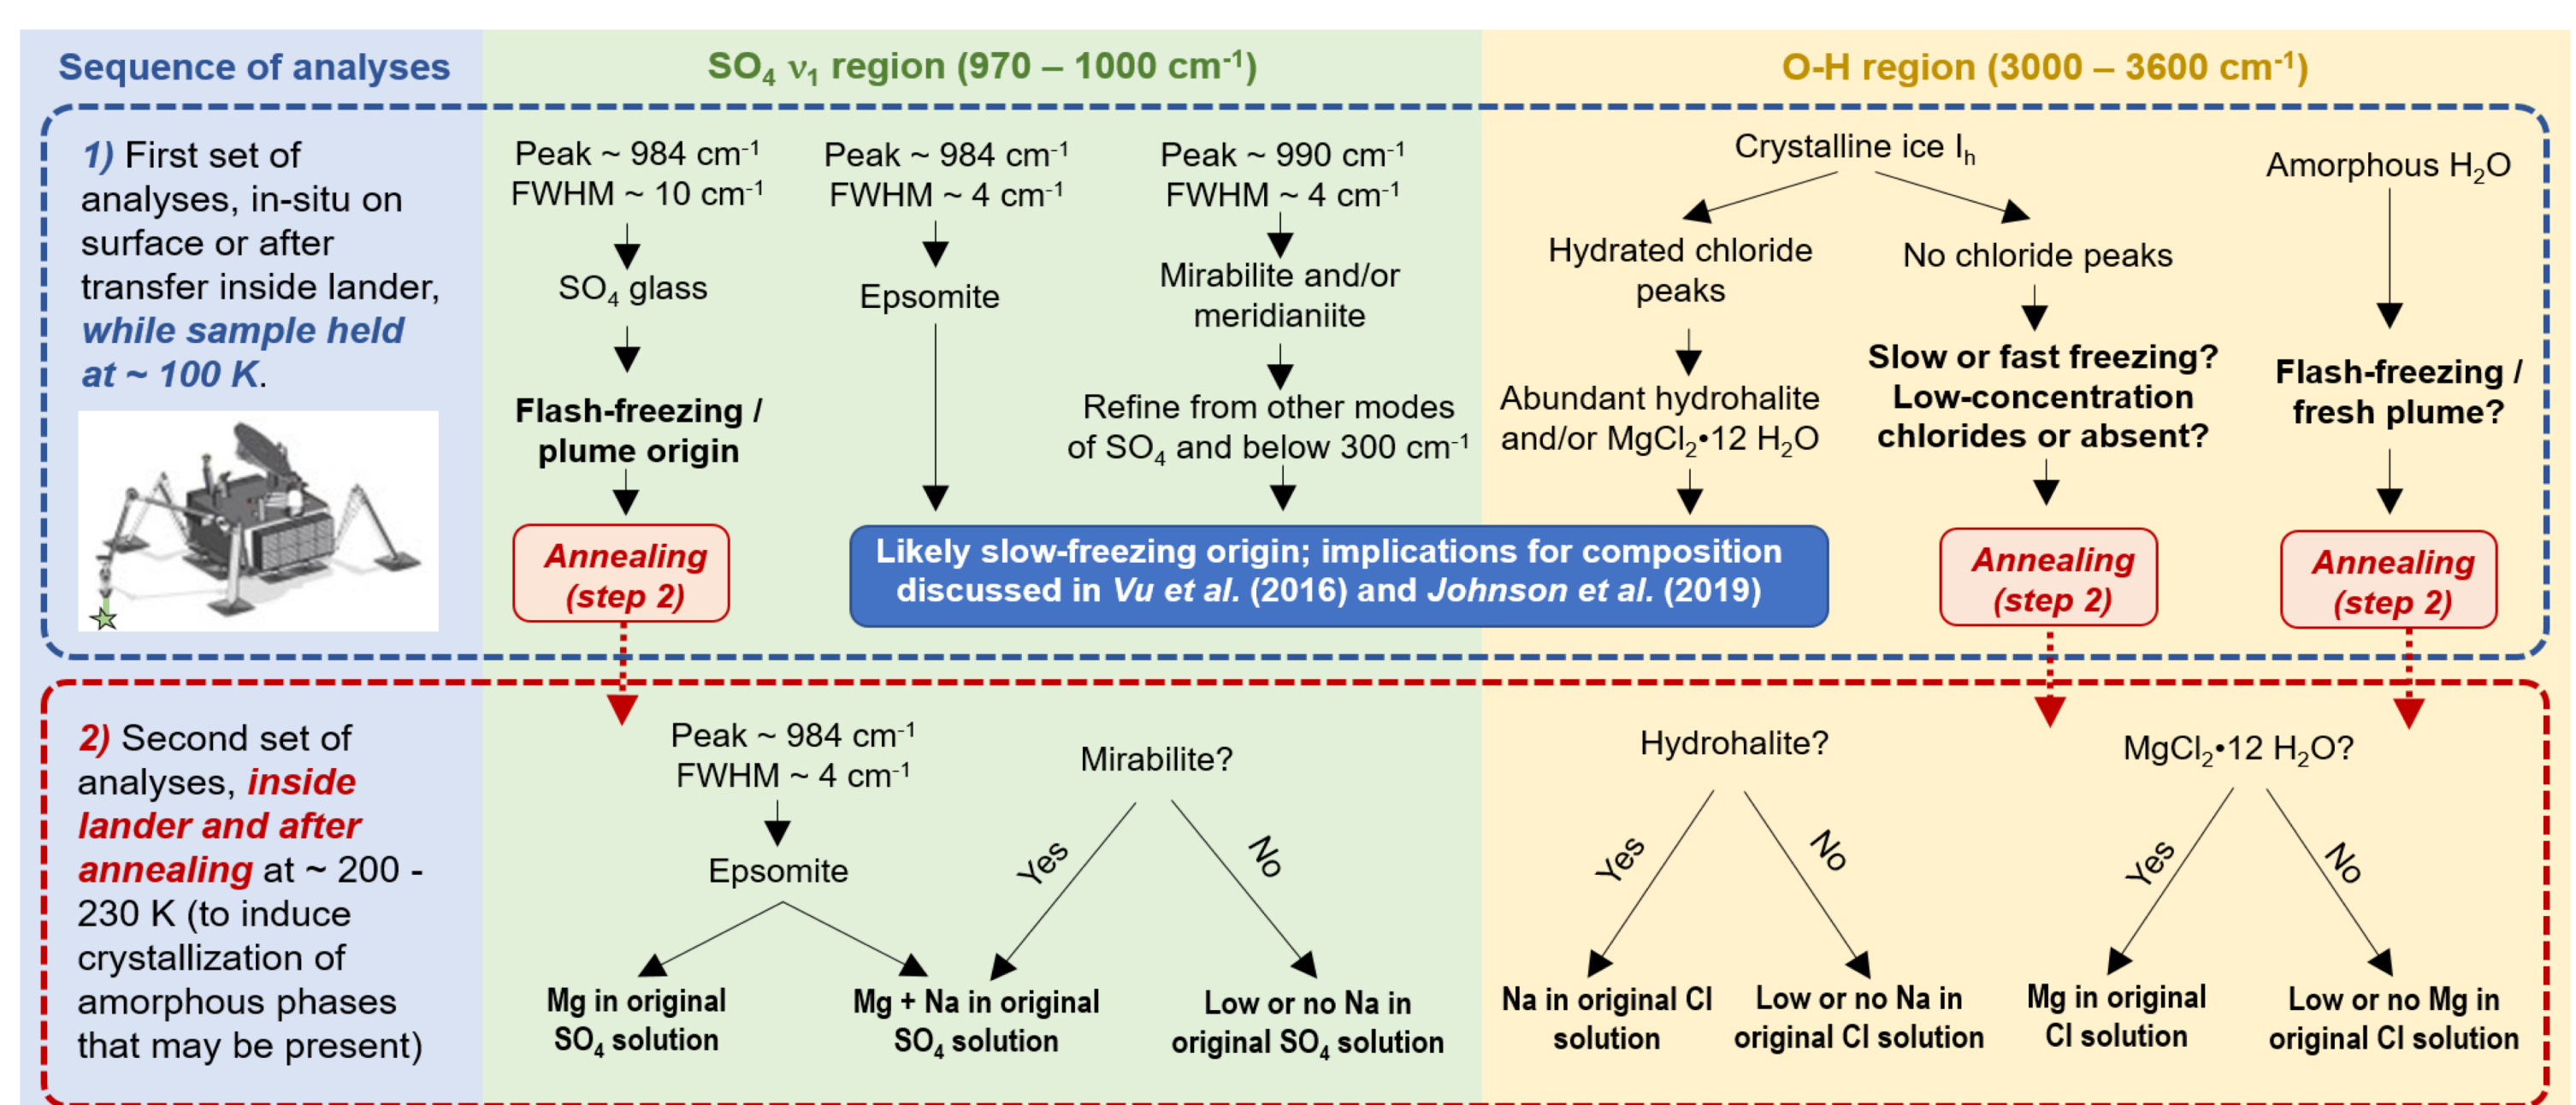 Sequence of analyses
SO₄ ν₁ region (970 – 1000 cm⁻¹)
O-H region (3000 – 3600 cm⁻¹)
1) First set of
analyses, in-situ on
surface or after
transfer inside lander,
while sample held
at ~ 100 K.
Peak ~ 984 cm⁻¹
FWHM ~ 10 cm⁻¹
SO₄ glass
Flash-freezing /
plume origin
Annealing
(step 2)
Peak ~ 984 cm⁻¹
FWHM ~ 4 cm⁻¹
Epsomite
Peak ~ 990 cm⁻¹
FWHM ~ 4 cm⁻¹
Mirabilite and/or
meridianiite
Refine from other modes
of SO₄ and below 300 cm⁻¹
Crystalline ice Iₕ
Hydrated chloride
peaks
Abundant hydrohalite
and/or MgCl₂•12 H₂O
Likely slow-freezing origin; implications for composition
discussed in Vu et al. (2016) and Johnson et al. (2019)
No chloride peaks
Slow or fast freezing?
Low-concentration
chlorides or absent?
Annealing
(step 2)
Amorphous H₂O
Flash-freezing /
fresh plume?
Annealing
(step 2)
2) Second set of
analyses, inside
lander and after
annealing at ~ 200 -
230 K (to induce
crystallization of
amorphous phases
that may be present)
Peak ~ 984 cm⁻¹
FWHM ~ 4 cm⁻¹
Epsomite
Mirabilite?
Yes
No
Mg in original
SO₄ solution
Mg + Na in original
SO₄ solution
Low or no Na in
original SO₄ solution
Hydrohalite?
Yes
No
Na in original Cl
solution
Low or no Na in
original Cl solution
MgCl₂•12 H₂O?
Yes
No
Mg in original
Cl solution
Low or no Mg in
original Cl solution